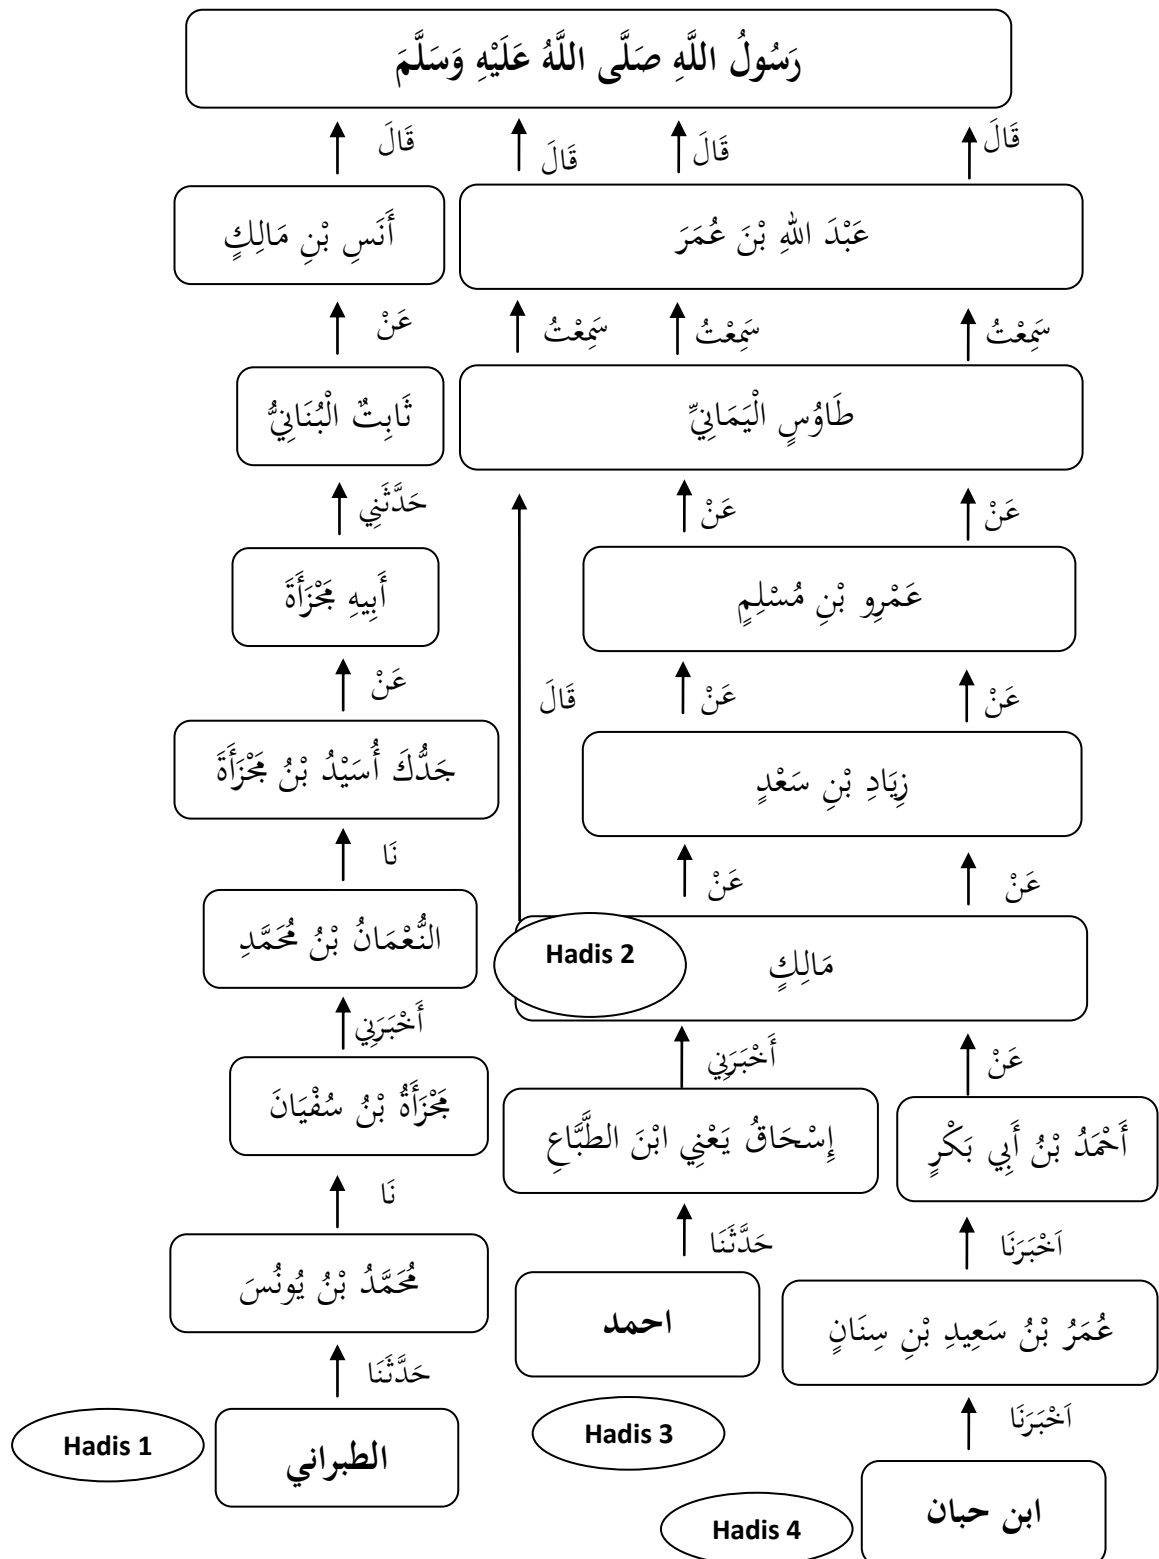 رَسُولُ اللَّهِ صَلَّى اللَّهُ عَلَيْهِ وَسَلَّمَ
قَالَ قَالَ قَالَ قَالَ
عَبْدَ اللهِ بْنَ عُمَرَ
أَنَسِ بْنِ مَالِكٍ
سَمِعْتُ سَمِعْتُ سَمِعْتُ عَنْ
طَاوُسٍ الْيَمَانِيِّ
ثَابِتٌ الْبُنَانِيُّ
عَنْ عَنْ حَدَّثَنِي
عَمْرِو بْنِ مُسْلِمٍ
أَبِيهِ مَجْزَأَةَ
عَنْ عَنْ قَالَ عَنْ
زِيَادِ بْنِ سَعْدٍ
جَدُّكَ أُسَيْدُ بْنُ مَجْزَأَةَ
عَنْ عَنْ نَا
مَالِكٍ
Hadis 2
النُّعْمَانُ بْنُ مُحَمَّدِ
عَنْ أَخْبَرَنِي أَخْبَرَنِي
أَحْمَدُ بْنُ أَبِي بَكْرٍ
إِسْحَاقُ يَعْنِي ابْنَ الطَّبَّاعِ
مَجْزَأَةُ بْنُ سُفْيَانَ
اَخْبَرَنَا حَدَّثَنَا نَا
عُمَرُ بْنُ سَعِيدِ بْنِ سِنَانٍ
احمد
مُحَمَّدُ بْنُ يُونُسَ
اَخْبَرَنَا حَدَّثَنَا
Hadis 3
الطبراني
Hadis 1
ابن حبان
Hadis 4